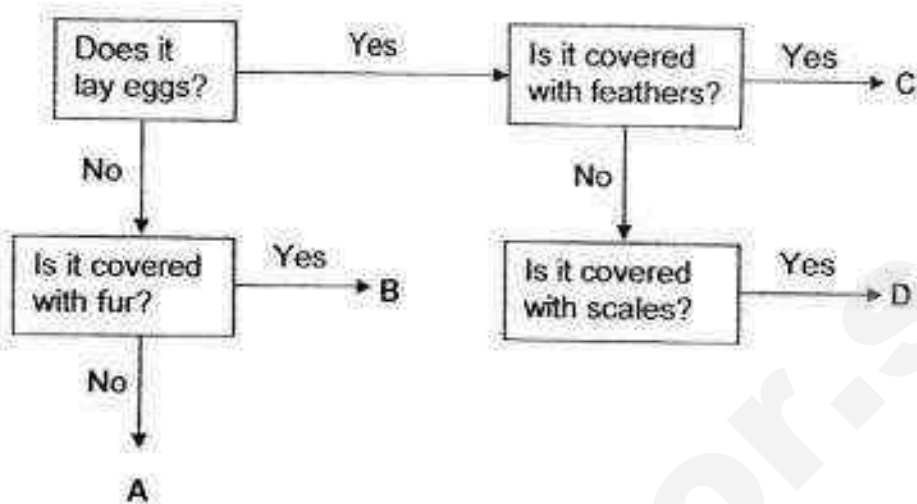 Does it
lay eggs?
Yes
Is it covered
with feathers?
Yes
C
No
No
Is it covered
with fur?
Yes
B
Is it covered
with scales?
Yes
D
No
A
or.s